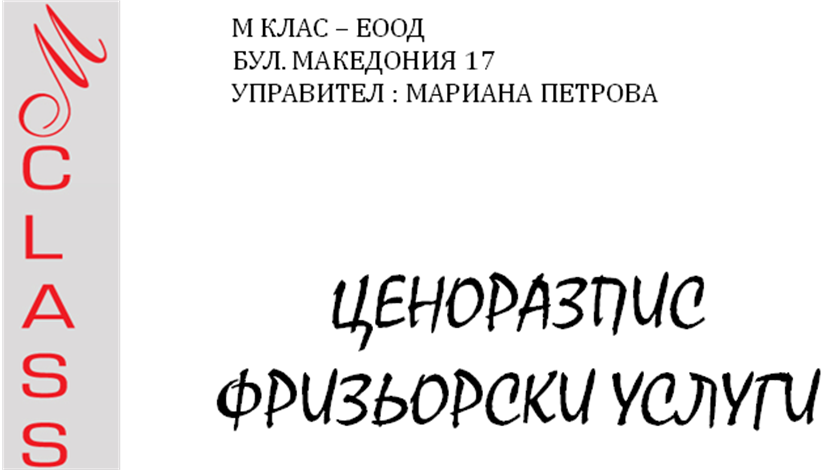 M CLASS
М КЛАС – ЕООД
БУЛ. МАКЕДОНИЯ 17
УПРАВИТЕЛ : МАРИАНА ПЕТРОВА
ЦЕНОРАЗПИС
ФРИЗЬОРСКИ УСЛУГИ